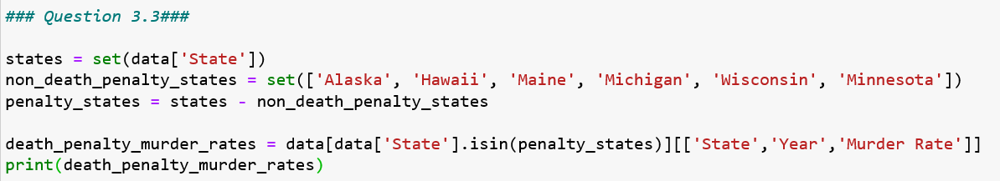 ### Question 3.3###
states = set(data['State'])
non_death_penalty_states = set(['Alaska', 'Hawaii', 'Maine', 'Michigan', 'Wisconsin', 'Minnesota'])
penalty_states = states - non_death_penalty_states
death_penalty_murder_rates = data[data['State'].isin(penalty_states)][['State','Year','Murder Rate']]
print(death_penalty_murder_rates)